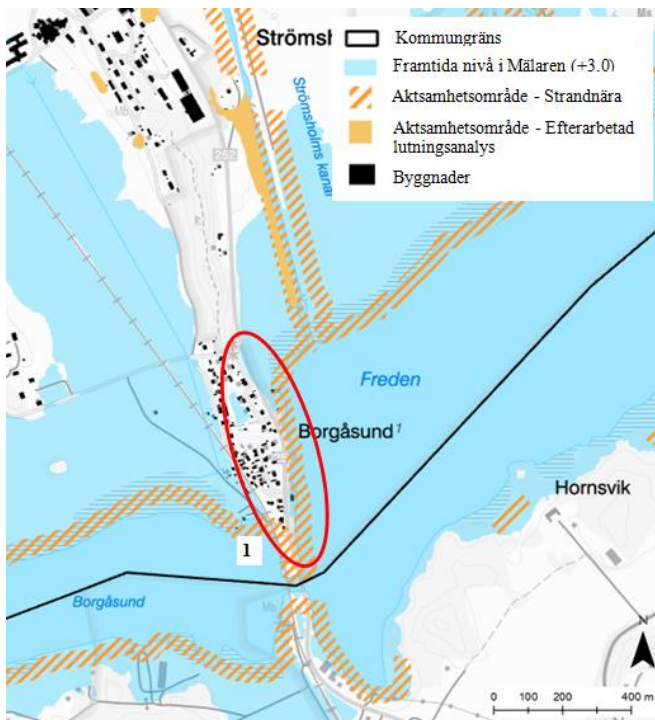 Strömsh
Kommungräns
Framtida nivå i Mälaren (+3.0)
Aktsamhetsområde - Strandnära
Aktsamhetsområde - Efterarbetad
lutningsanalys
Byggnader
Mb
252
Strömsholms kanal
Freden
Borgåsund¹
Hornsvik
1
Borgåsund
Mb
N
0 100 200 400 m